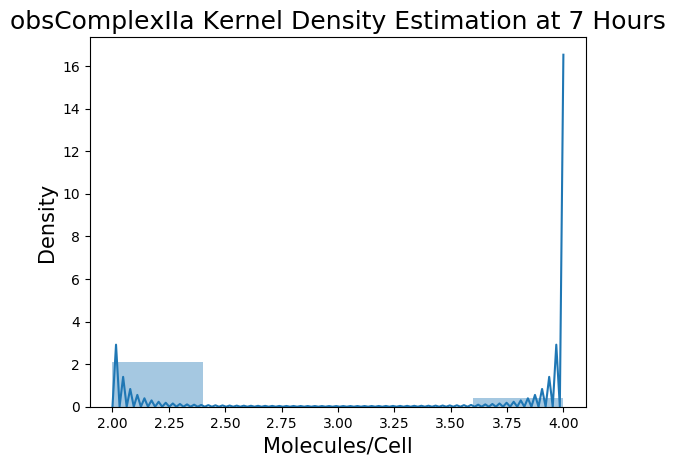 obsComplexIIa Kernel Density Estimation at 7 Hours
16
14
12
10
8
6
4
2
0
Density
2.00 2.25 2.50 2.75 3.00 3.25 3.50 3.75 4.00
Molecules/Cell